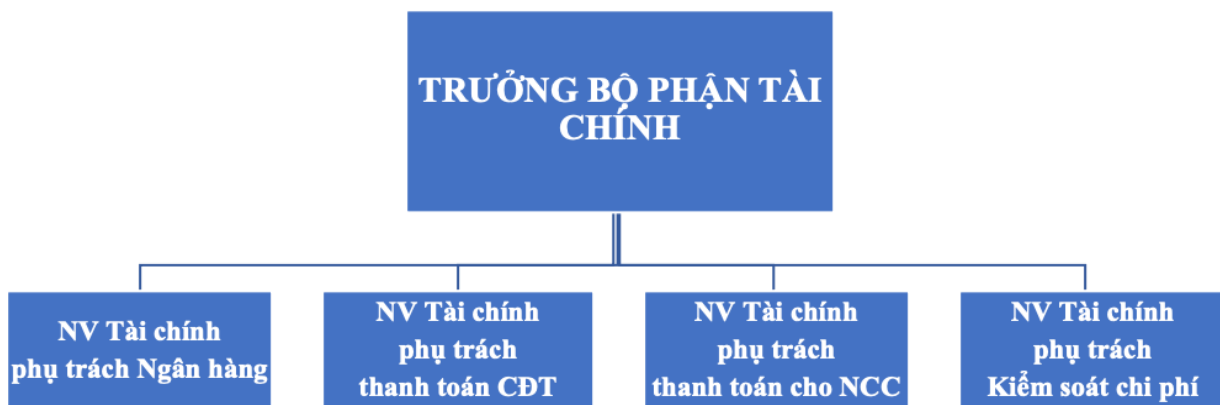 TRƯỞNG BỘ PHẬN TÀI
CHÍNH
NV Tài chính
phụ trách Ngân hàng
NV Tài chính
phụ trách
thanh toán CĐT
NV Tài chính
phụ trách
thanh toán cho NCC
NV Tài chính
phụ trách
Kiểm soát chi phí